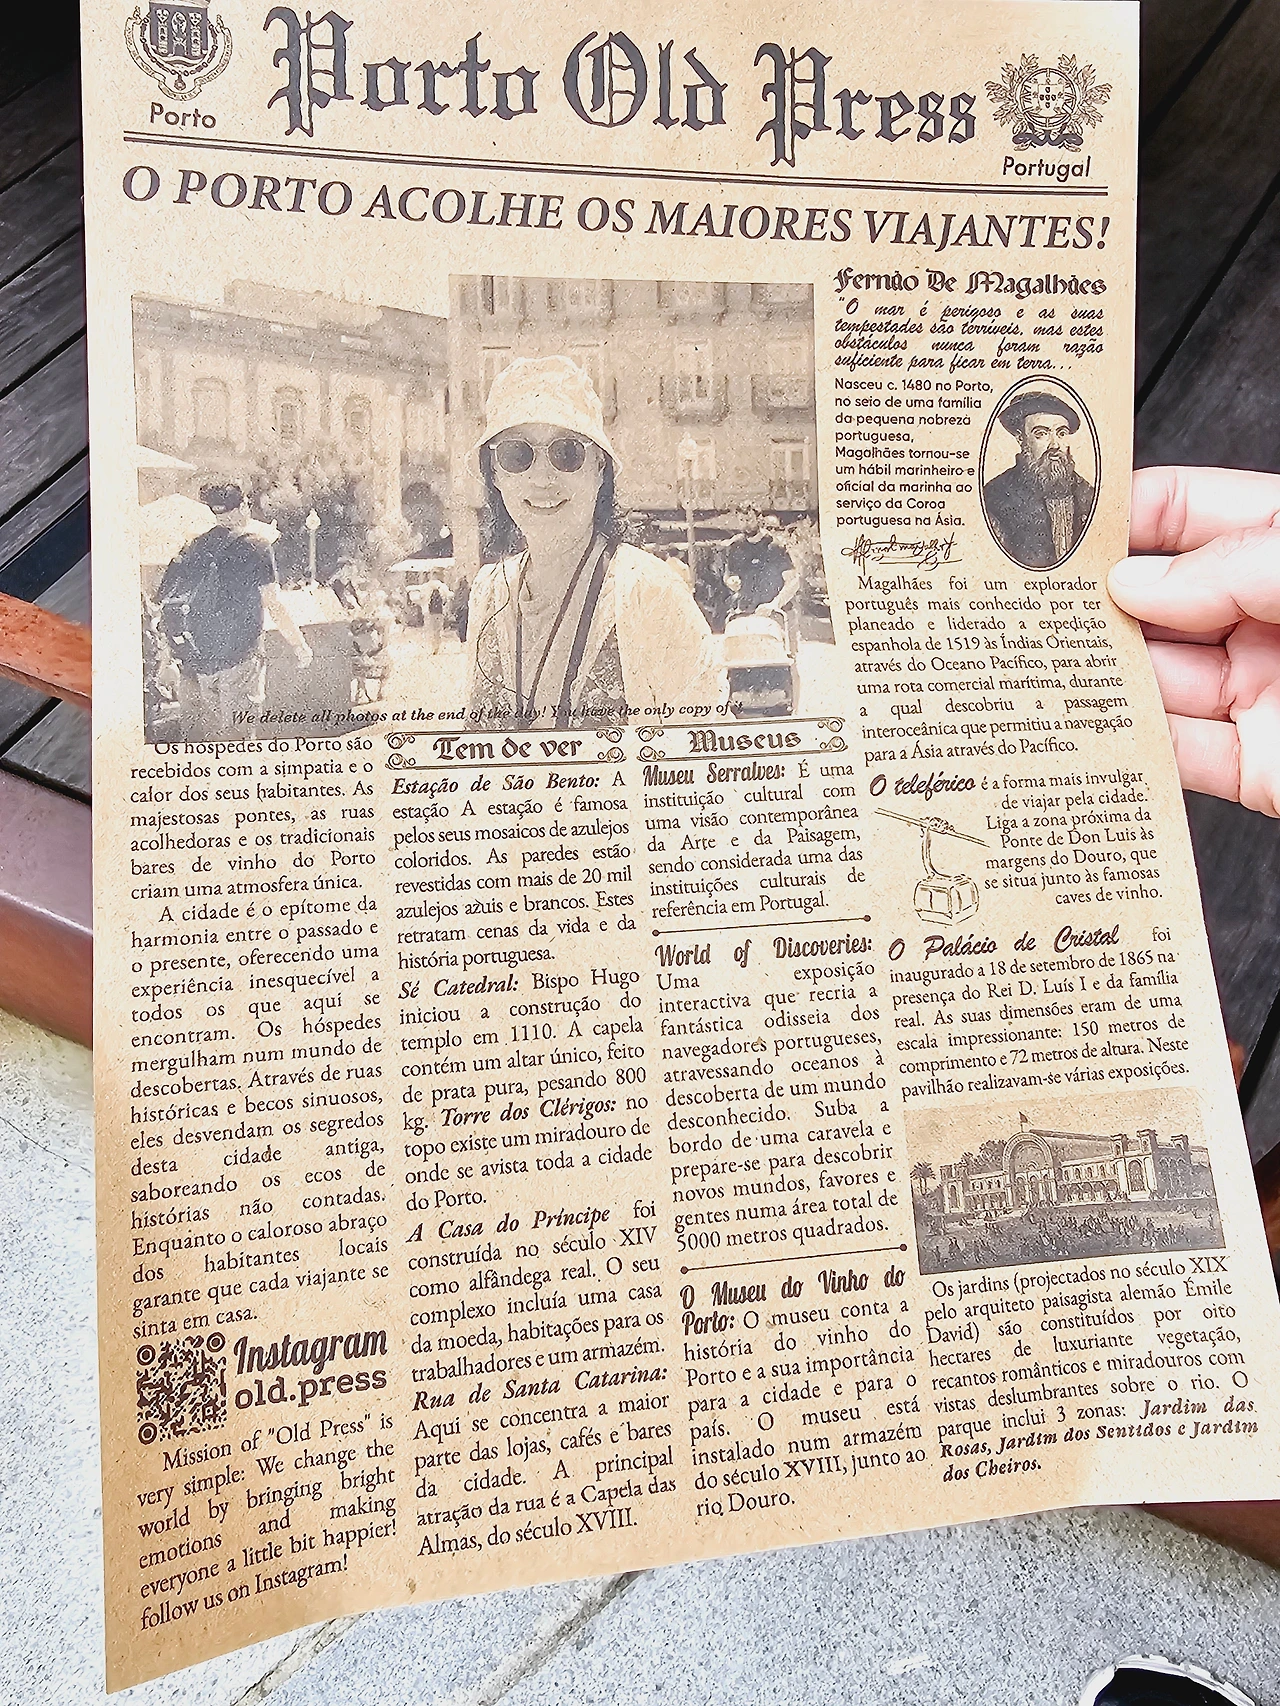 Porto
Porto Old Press
Portugal
O PORTO ACOLHE OS MAIORES VIAJANTES!
We delete all photos at the end of the day! You have the only copy of it
Os hóspedes do Porto são
recebidos com a simpatia e o
calor dos seus habitantes. As
majestosas pontes, as ruas
acolhedoras e os tradicionais
bares de vinho do Porto
criam uma atmosfera única.
A cidade é o epítome da
harmonia entre o passado e
o presente, oferecendo uma
experiência inesquecível a
todos os que aqui se
encontram. Os hóspedes
mergulham num mundo de
descobertas. Através de ruas
históricas e becos sinuosos,
eles desvendam os segredos
desta cidade antiga,
saboreando os ecos de
histórias não contadas.
Enquanto o caloroso abraço
dos habitantes locais
garante que cada viajante se
sinta em casa.
Instagram
old.press
Mission of "Old Press" is
very simple: We change the
world by bringing bright
emotions and making
everyone a little bit happier!
follow us on Instagram!
Tem de ver
Estação de São Bento: A
estação A estação é famosa
pelos seus mosaicos de azulejos
coloridos. As paredes estão
revestidas com mais de 20 mil
azulejos azuis e brancos. Estes
retratam cenas da vida e da
história portuguesa.
Sé Catedral: Bispo Hugo
iniciou a construção do
templo em 1110. A capela
contém um altar único, feito
de prata pura, pesando 800
kg. Torre dos Clérigos: no
topo existe um miradouro de
onde se avista toda a cidade
do Porto.
A Casa do Príncipe foi
construída no século XIV
como alfândega real. O seu
complexo incluía uma casa
da moeda, habitações para os
trabalhadores e um armazém.
Rua de Santa Catarina:
Aqui se concentra a maior
parte das lojas, cafés e bares
da cidade. A principal
atração da rua é a Capela das
Almas, do século XVIII.
Museus
Museu Serralves: É uma
instituição cultural com
uma visão contemporânea
da Arte e da Paisagem,
sendo considerada uma das
instituições culturais de
referência em Portugal.
World of Discoveries:
Uma exposição
interactiva que recria a
fantástica odisseia dos
navegadores portugueses,
atravessando oceanos à
descoberta de um mundo
desconhecido. Suba a
bordo de uma caravela e
prepare-se para descobrir
novos mundos, favores e
gentes numa área total de
5000 metros quadrados.
O Museu do Vinho do
Porto: O museu conta a
história do vinho do
Porto e a sua importância
para a cidade e para o
país. O museu está
instalado num armazém
do século XVIII, junto ao
rio Douro.
Fernão De Magalhães
"O mar é perigoso e as suas
tempestades são terríveis, mas estes
obstáculos nunca foram razão
suficiente para ficar em terra...
Nasceu c. 1480 no Porto,
no seio de uma família
da pequena nobreza
portuguesa,
Magalhães tornou-se
um hábil marinheiro e
oficial da marinha ao
serviço da Coroa
portuguesa na Ásia.
Magalhães foi um explorador
português mais conhecido por ter
planeado e liderado a expedição
espanhola de 1519 às Índias Orientais,
através do Oceano Pacífico, para abrir
uma rota comercial marítima, durante
a qual descobriu a passagem
interoceânica que permitiu a navegação
para a Ásia através do Pacífico.
O teleférico é a forma mais invulgar
de viajar pela cidade.
Liga a zona próxima da
Ponte de Don Luis às
margens do Douro, que
se situa junto às famosas
caves de vinho.
O Palácio de Cristal foi
inaugurado a 18 de setembro de 1865 na
presença do Rei D. Luís I e da família
real. As suas dimensões eram de uma
escala impressionante: 150 metros de
comprimento e 72 metros de altura. Neste
pavilhão realizavam-se várias exposições.
Os jardins (projectados no século XIX
pelo arquiteto paisagista alemão Émile
David) são constituídos por oito
hectares de luxuriante vegetação,
recantos românticos e miradouros com
vistas deslumbrantes sobre o rio. O
parque inclui 3 zonas: Jardim das
Rosas, Jardim dos Sentidos e Jardim
dos Cheiros.